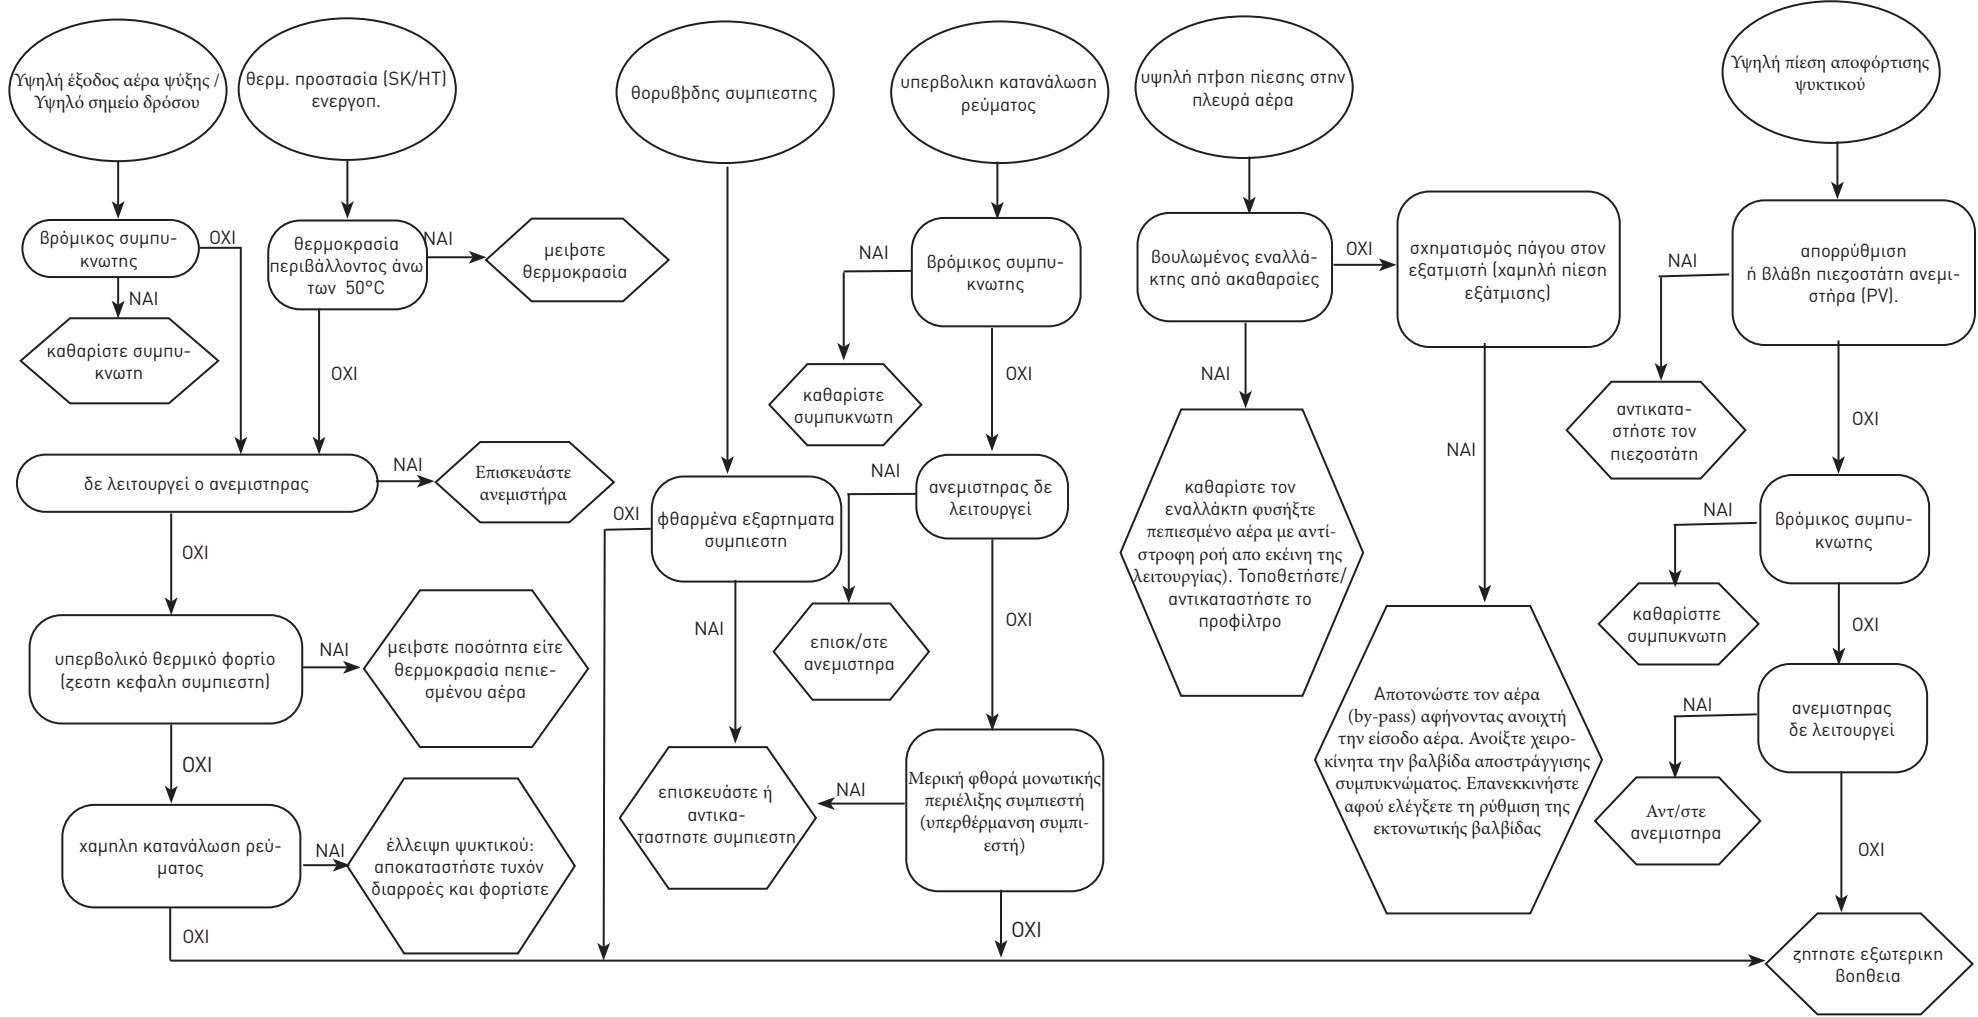 Υψηλή έξοδος αέρα ψύξης /
Υψηλό σημείο δρόσου
θερμ. προστασία (SK/HT)
ενεργοπ.
θορυβþδης συμπιεστης
υπερβολικη κατανάλωση
ρεύματος
υψηλή πτþση πίεσης στην
πλευρά αέρα
Υψηλή πίεση αποφόρτισης
ψυκτικού
βρόμικος συμπυ-
κνωτης
ΟΧΙ
ΝΑΙ
καθαρίστε συμπυ-
κνωτη
θερμοκρασία
περιβάλλοντος άνω
των 50°C
ΝΑΙ
μειþστε
θερμοκρασία
ΟΧΙ
δε λειτουργεί ο ανεμιστηρας
ΝΑΙ
Επισκευάστε
ανεμιστήρα
ΟΧΙ
υπερβολικό θερμικό φορτίο
(ζεστη κεφαλη συμπιεστη)
ΝΑΙ
μειþστε ποσότητα είτε
θερμοκρασία πεπιε-
σμένου αέρα
ΟΧΙ
χαμηλη κατανάλωση ρεύ-
ματος
ΝΑΙ
έλλειψη ψυκτικού:
αποκαταστήστε τυχόν
διαρροές και φορτίστε
ΟΧΙ
φθαρμένα εξαρτηματα
συμπιεστη
ΟΧΙ
ΝΑΙ
επισκευάστε ή
αντικα-
ταστηστε συμπιεστη
βρόμικος συμπυ-
κνωτης
ΝΑΙ
καθαρίστε
συμπυκνωτη
ΟΧΙ
ανεμιστηρας δε
λειτουργεί
ΝΑΙ
επισκ/στε
ανεμιστηρα
ΟΧΙ
Μερική φθορά μονωτικής
περιέλιξης συμπιεστή
(υπερθέρμανση συμπι-
εστή)
ΝΑΙ
ΟΧΙ
βουλωμένος εναλλά-
κτης από ακαθαρσίες
ΟΧΙ
ΝΑΙ
καθαρίστε τον
εναλλάκτη φυσήξτε
πεπιεσμένο αέρα με αντί-
στροφη ροή απο εκείνη της
λειτουργίας). Τοποθετήστε/
αντικαταστήστε το
προφίλτρο
σχηματισμός πάγου στον
εξατμιστή (χαμηλή πίεση
εξάτμισης)
ΝΑΙ
Αποτονώστε τον αέρα
(by-pass) αφήνοντας ανοιχτή
την είσοδο αέρα. Ανοίξτε χειρο-
κίνητα την βαλβίδα αποστράγγισης
συμπυκνώματος. Επανεκκινήστε
αφού ελέγξετε τη ρύθμιση της
εκτονωτικής βαλβίδας
απορρύθμιση
ή βλάβη πιεζοστάτη ανεμι-
στήρα (PV).
ΝΑΙ
αντικατα-
στήστε τον
πιεζοστάτη
ΟΧΙ
βρόμικος συμπυ-
κνωτης
ΝΑΙ
καθαρίσττε
συμπυκνωτη
ΟΧΙ
ανεμιστηρας
δε λειτουργεί
ΝΑΙ
Αντ/στε
ανεμιστηρα
ΟΧΙ
ζητηστε εξωτερικη
βοηθεια